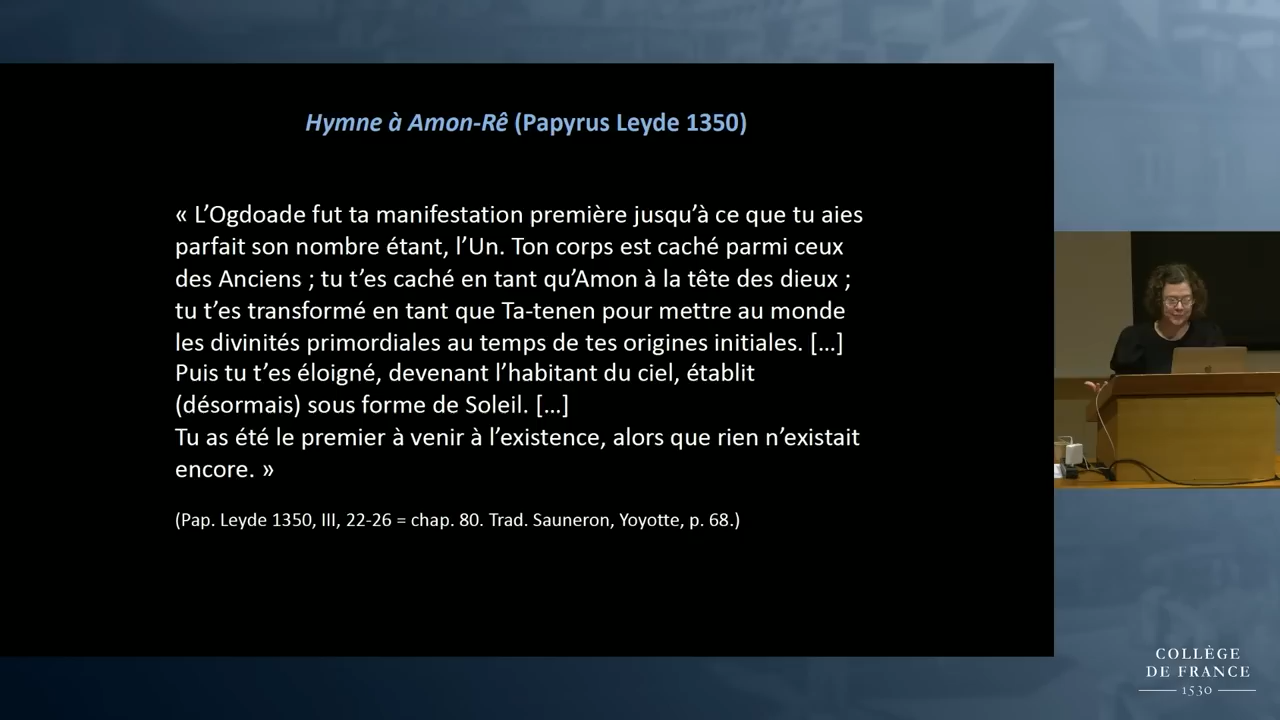 Hymne à Amon-Rê (Papyrus Leyde 1350)
« L’Ogdoade fut ta manifestation première jusqu’à ce que tu aies
parfait son nombre étant, l’Un. Ton corps est caché parmi ceux
des Anciens ; tu t’es caché en tant qu’Amon à la tête des dieux ;
tu t’es transformé en tant que Ta-tenen pour mettre au monde
les divinités primordiales au temps de tes origines initiales. […]
Puis tu t’es éloigné, devenant l’habitant du ciel, établit
(désormais) sous forme de Soleil. […]
Tu as été le premier à venir à l’existence, alors que rien n’existait
encore. »
(Pap. Leyde 1350, III, 22-26 = chap. 80. Trad. Sauneron, Yoyotte, p. 68.)
COLLÈGE
DE FRANCE
1530